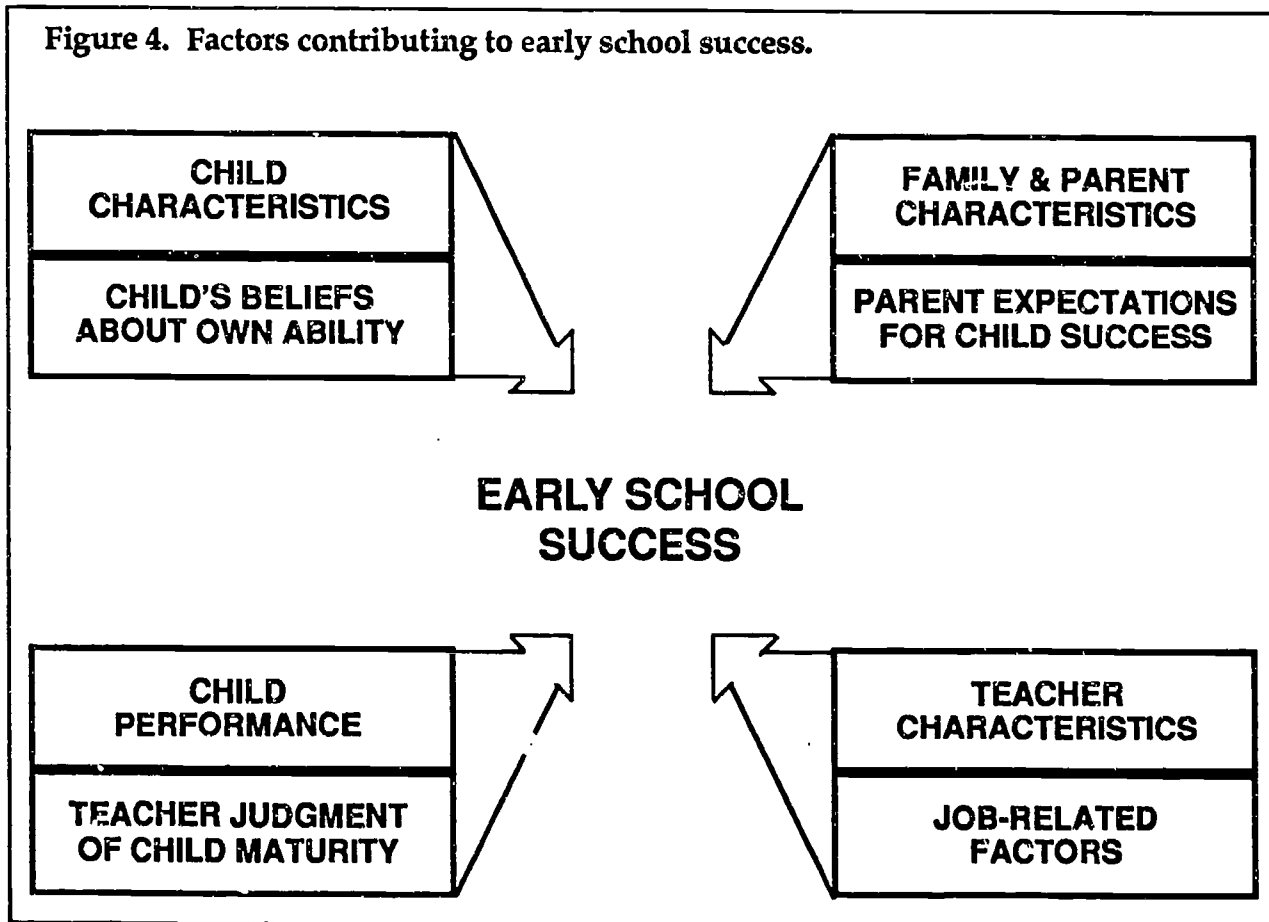 Figure 4. Factors contributing to early school success.
CHILD
CHARACTERISTICS
CHILD'S BELIEFS
ABOUT OWN ABILITY
FAMILY & PARENT
CHARACTERISTICS
PARENT EXPECTATIONS
FOR CHILD SUCCESS
EARLY SCHOOL
SUCCESS
CHILD
PERFORMANCE
TEACHER JUDGMENT
OF CHILD MATURITY
TEACHER
CHARACTERISTICS
JOB-RELATED
FACTORS